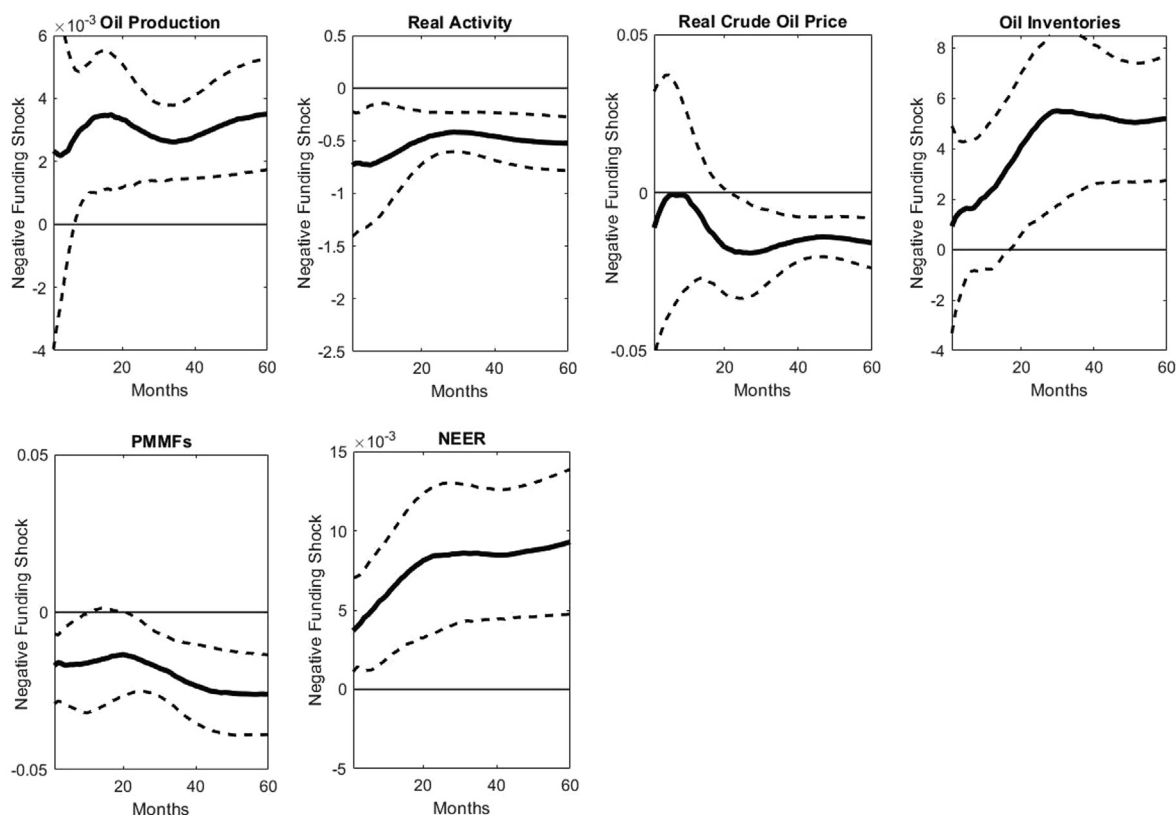 Oil Production
×10⁻³
6
4
2
0
-2
-4
20 40 60
Months
Negative Funding Shock
Real Activity
0.5
0
-0.5
-1
-1.5
-2
-2.5
20 40 60
Months
Negative Funding Shock
Real Crude Oil Price
0.05
0
-0.05
20 40 60
Months
Negative Funding Shock
Oil Inventories
8
6
4
2
0
-2
-4
20 40 60
Months
Negative Funding Shock
PMMFs
0.05
0
-0.05
20 40 60
Months
Negative Funding Shock
NEER
×10⁻³
15
10
5
0
-5
20 40 60
Months
Negative Funding Shock